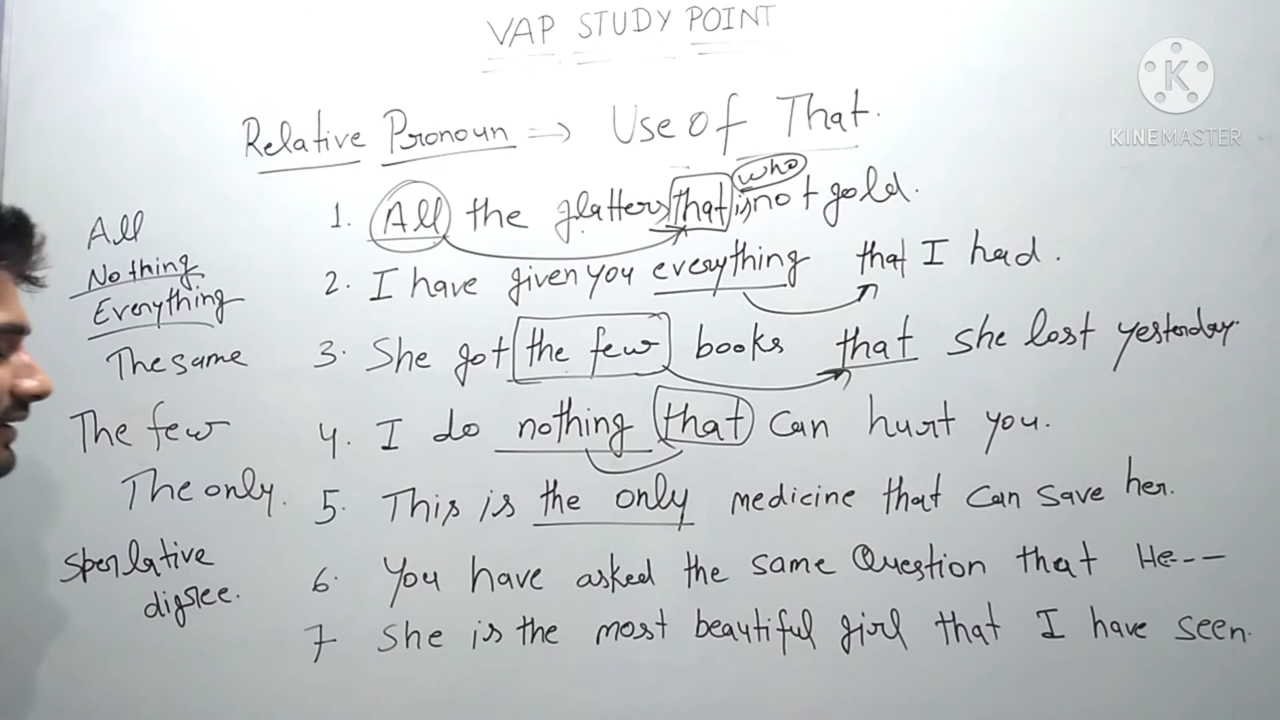 VAP STUDY POINT
K
KINEMASTER
Relative Pronoun => Use of That.
who
1. All the glatters that is not gold.
2. I have given you everything that I had.
3. She got the few books that she lost yesterday.
4. I do nothing that can hurt you.
5. This is the only medicine that can save her.
6. You have asked the same Question that He---
7 She is the most beautiful girl that I have seen.
All
Nothing
Everything
The same
The few
The only.
Sperlative
digree.